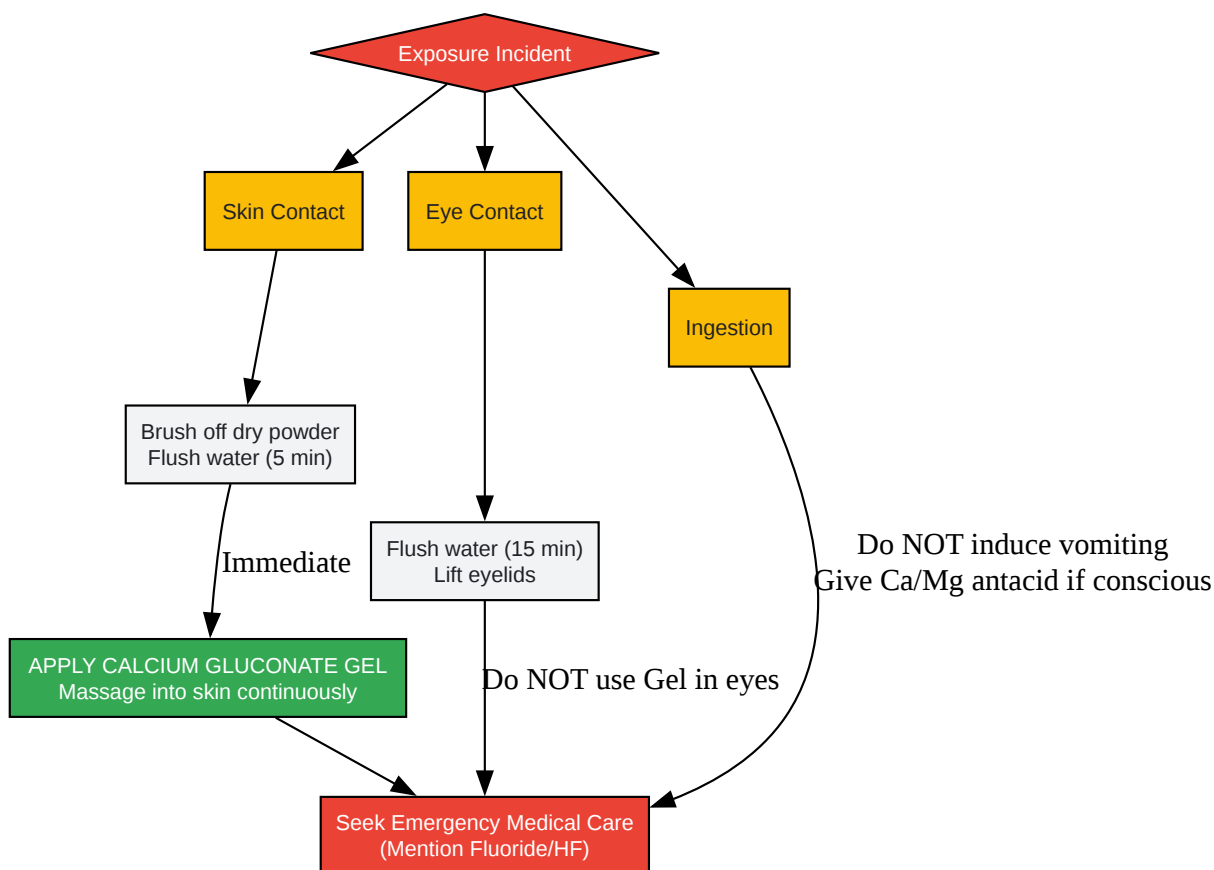 Exposure Incident
Skin Contact
Eye Contact
Ingestion
Brush off dry powder
Flush water (5 min)
Flush water (15 min)
Lift eyelids
Immediate
Do NOT induce vomiting
Give Ca/Mg antacid if conscious
APPLY CALCIUM GLUCONATE GEL
Massage into skin continuously
Do NOT use Gel in eyes
Seek Emergency Medical Care
(Mention Fluoride/HF)